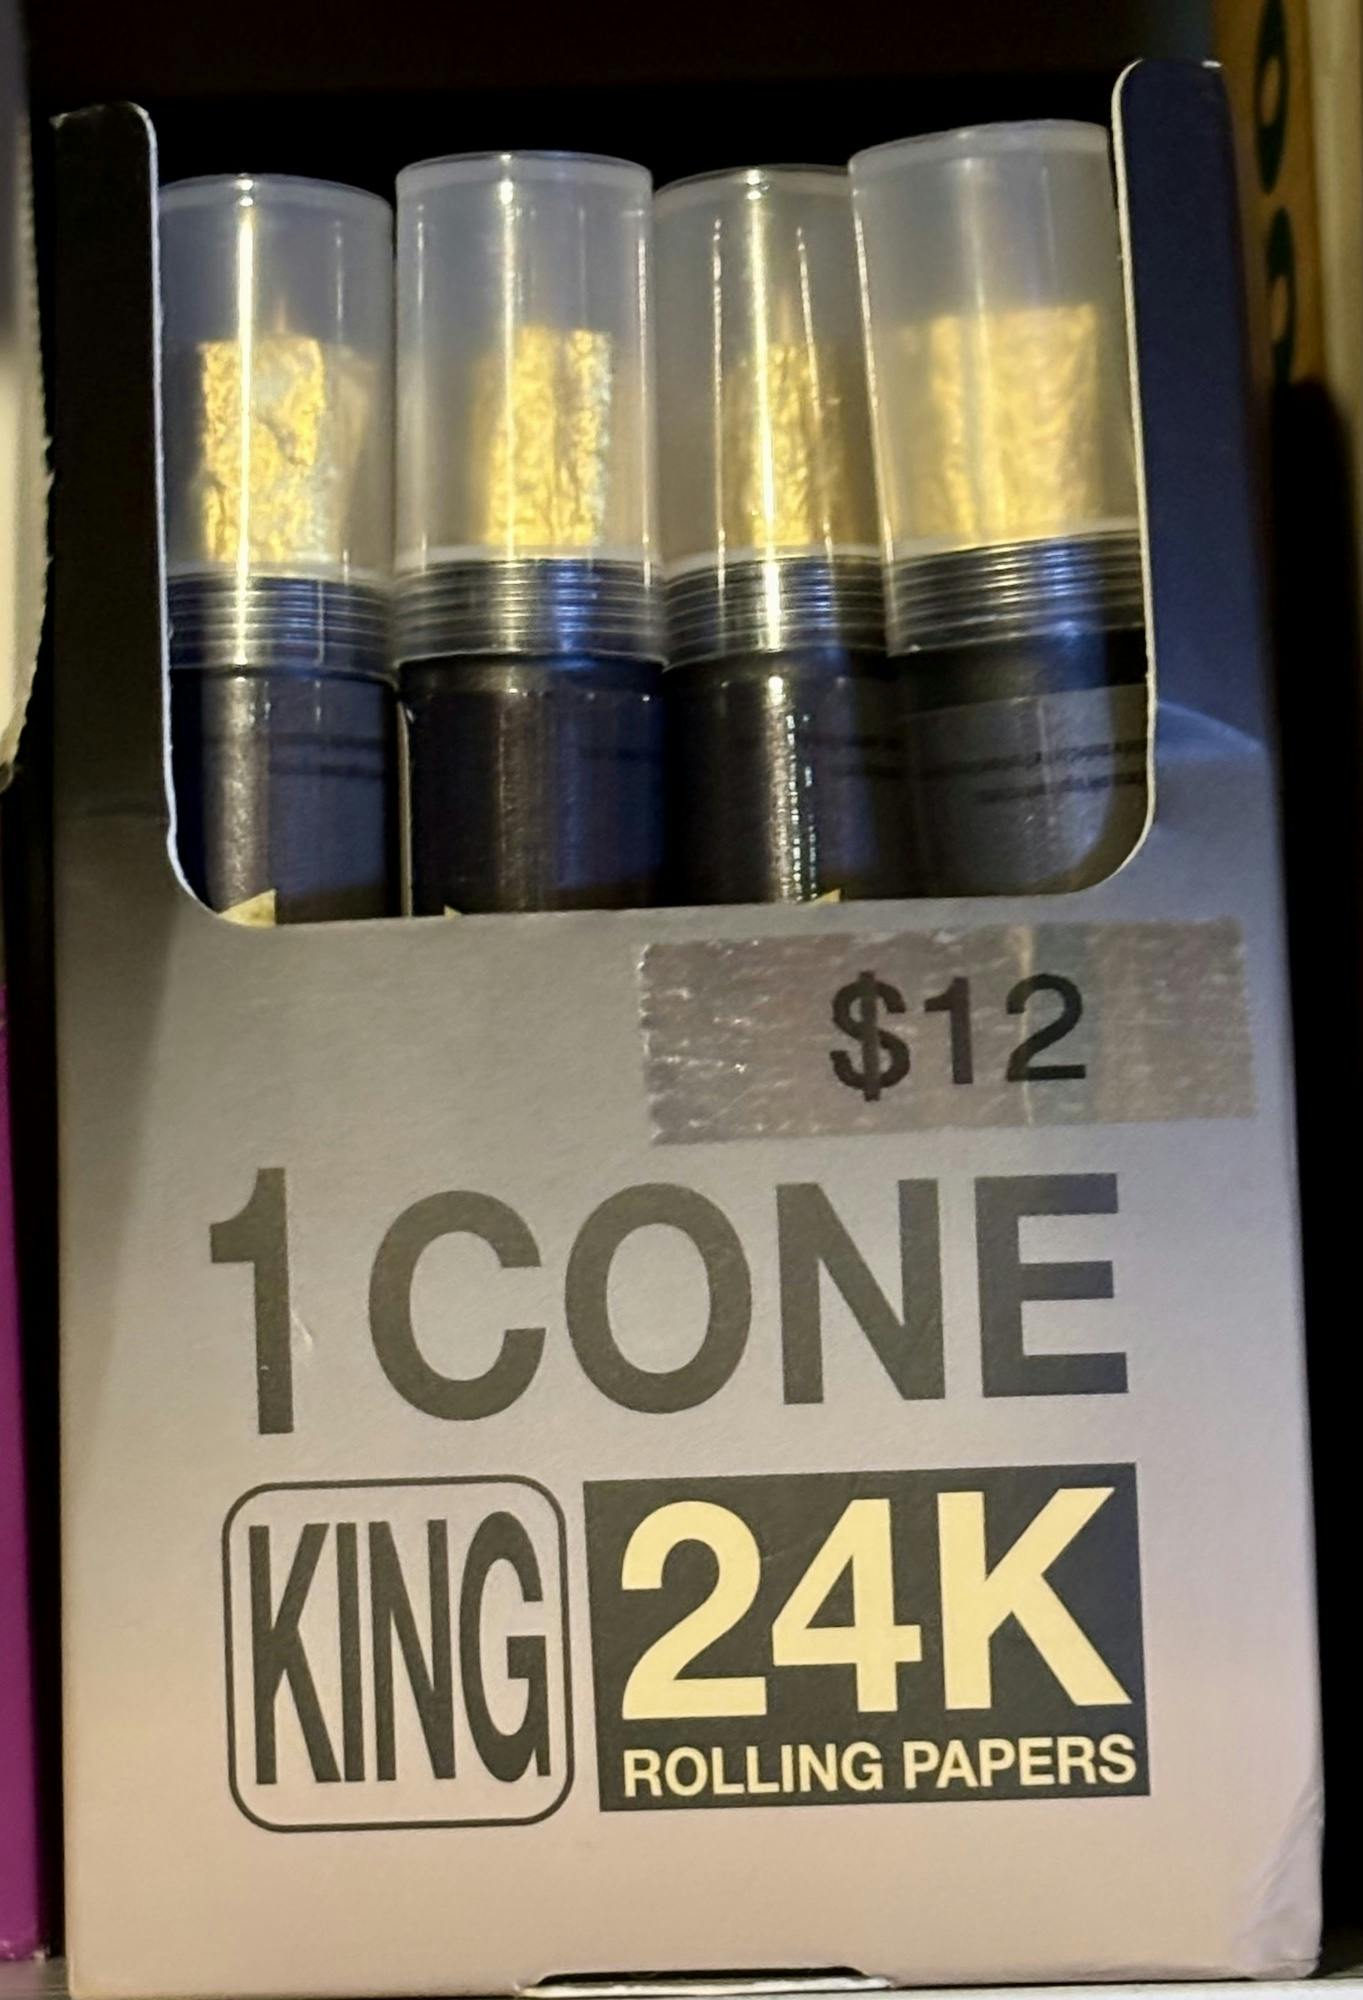 $12
1 CONE
KING
24K
ROLLING PAPERS